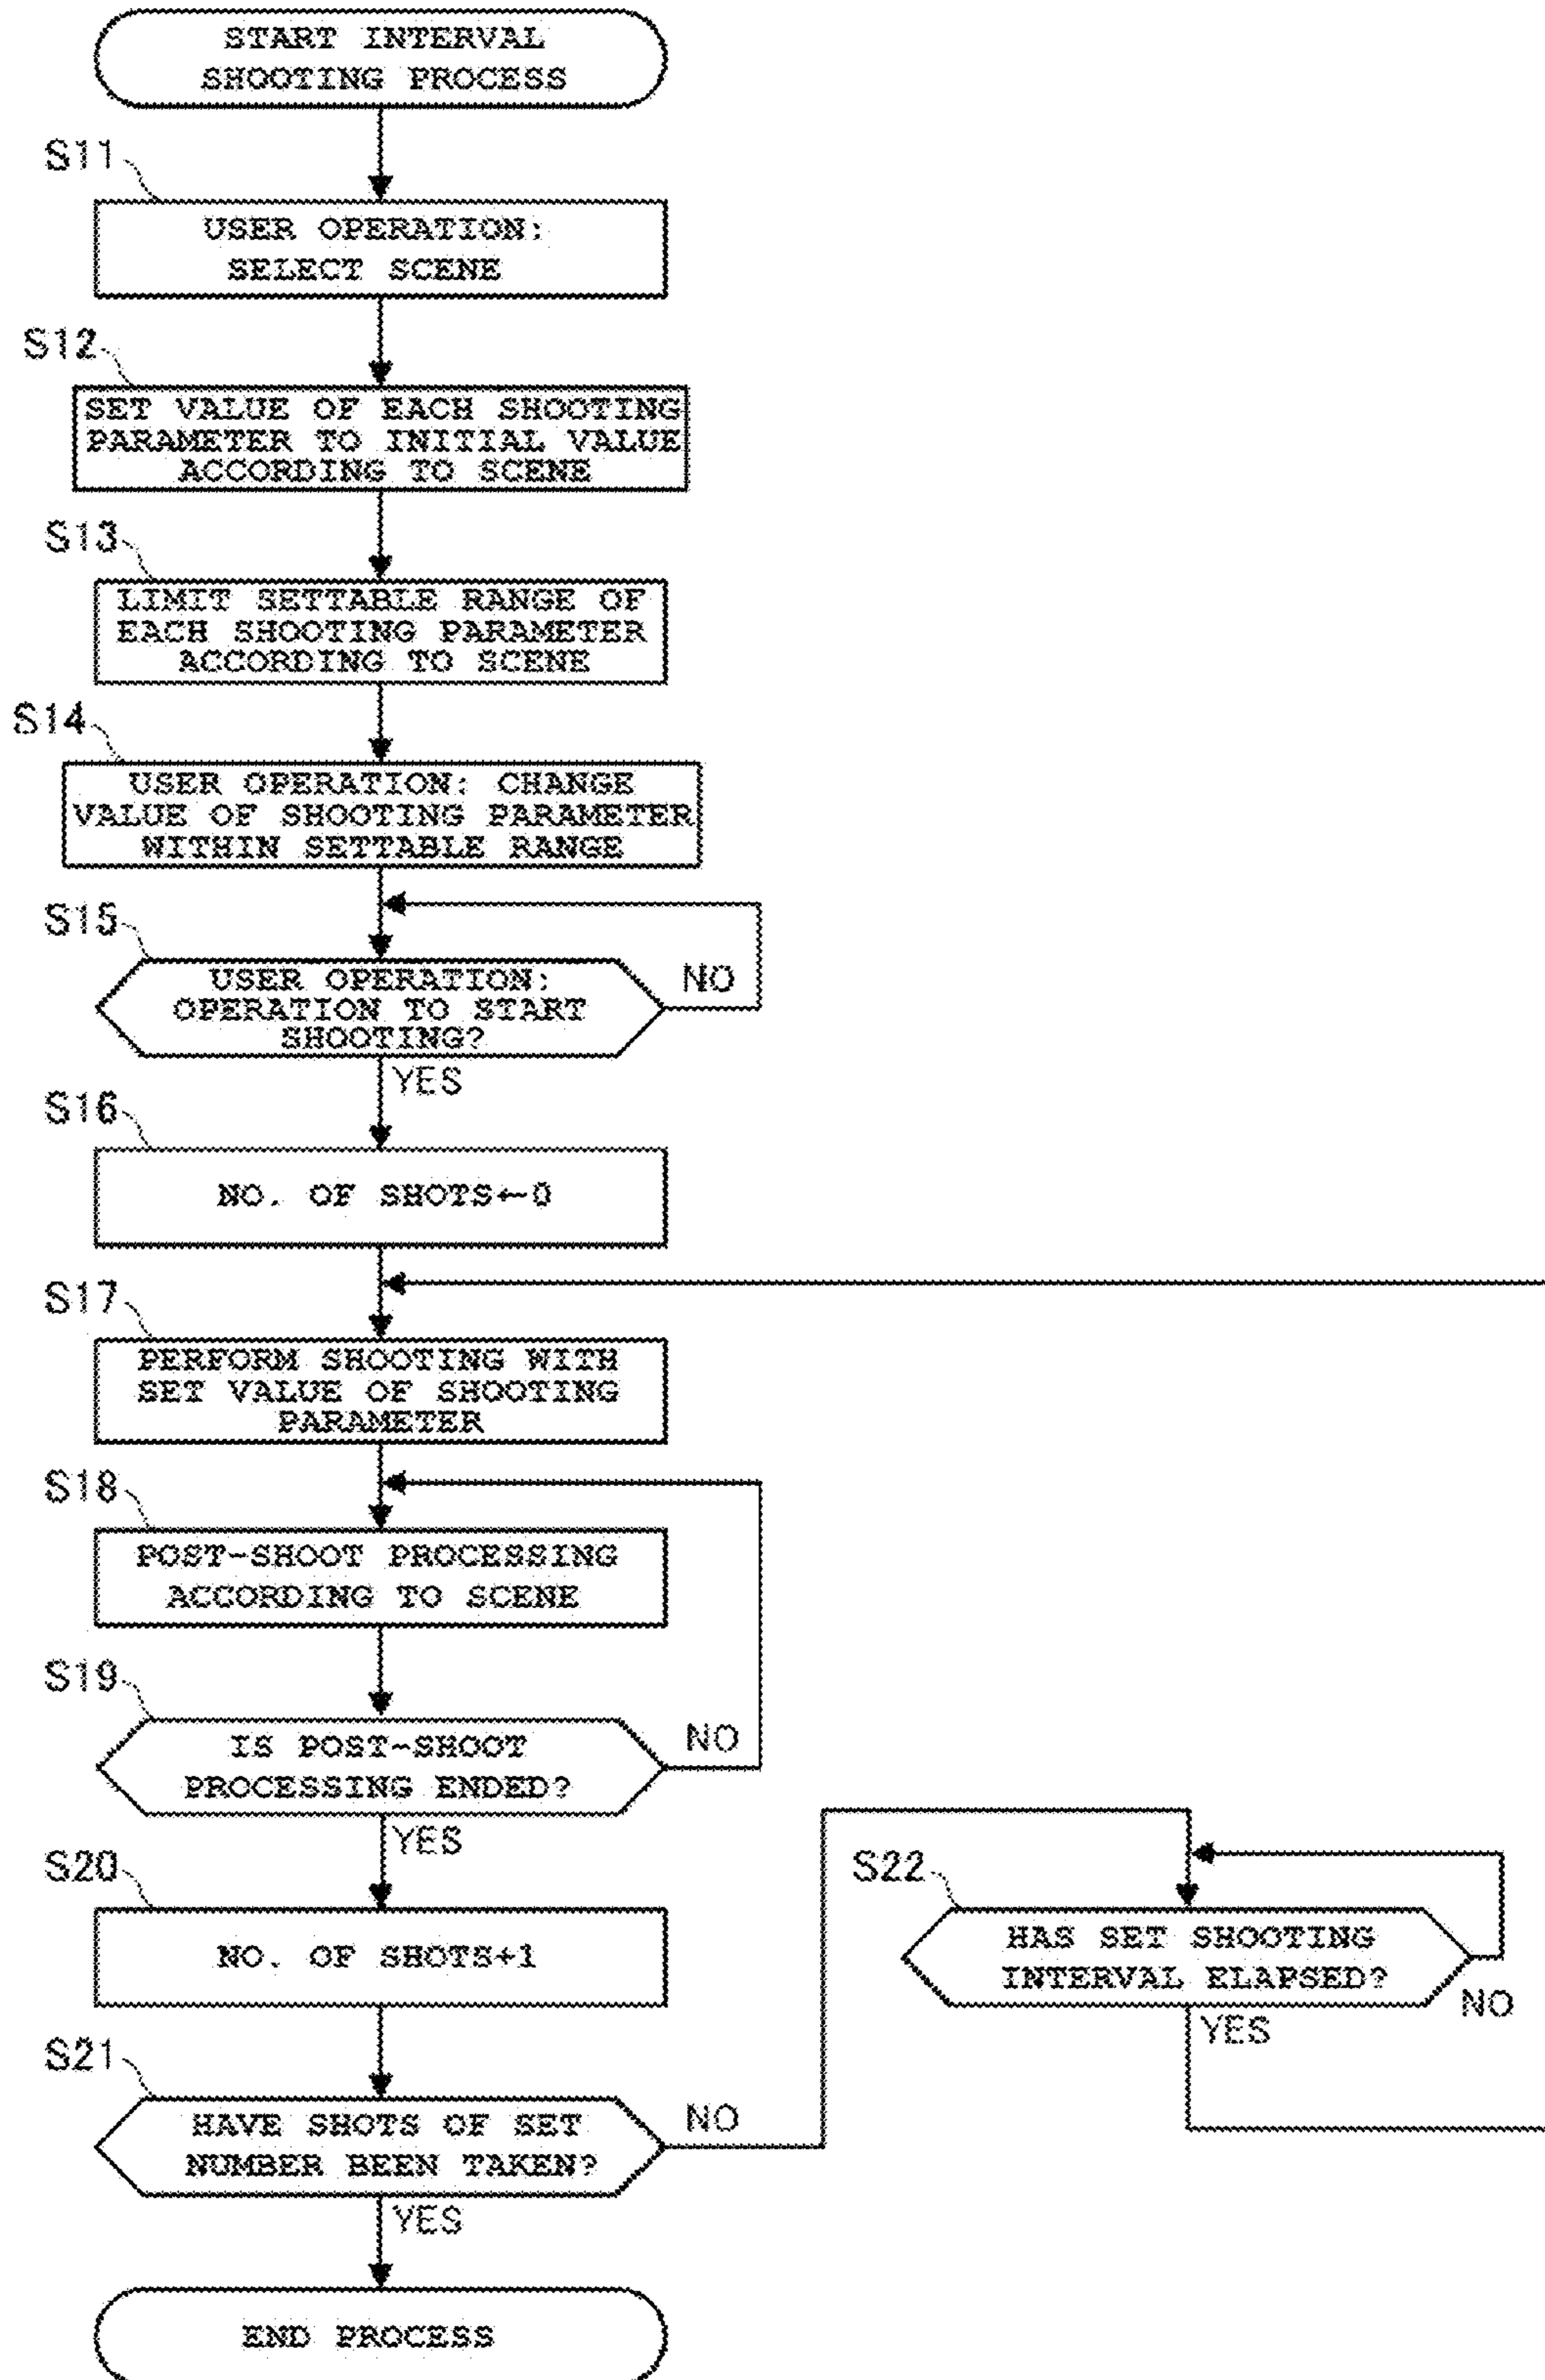 START INTERVAL
SHOOTING PROCESS
S11
USER OPERATION:
SELECT SCENE
S12
SET VALUE OF EACH SHOOTING
PARAMETER TO INITIAL VALUE
ACCORDING TO SCENE
S13
LIMIT SETTABLE RANGE OF
EACH SHOOTING PARAMETER
ACCORDING TO SCENE
S14
USER OPERATION: CHANGE
VALUE OF SHOOTING PARAMETER
WITHIN SETTABLE RANGE
S15
USER OPERATION:
OPERATION TO START
SHOOTING?
NO
YES
S16
NO. OF SHOTS←0
S17
PERFORM SHOOTING WITH
SET VALUE OF SHOOTING
PARAMETER
S18
POST-SHOOT PROCESSING
ACCORDING TO SCENE
S19
IS POST-SHOOT
PROCESSING ENDED?
NO
YES
S20
NO. OF SHOTS+1
S21
HAVE SHOTS OF SET
NUMBER BEEN TAKEN?
NO
YES
S22
HAS SET SHOOTING
INTERVAL ELAPSED?
NO
YES
END PROCESS